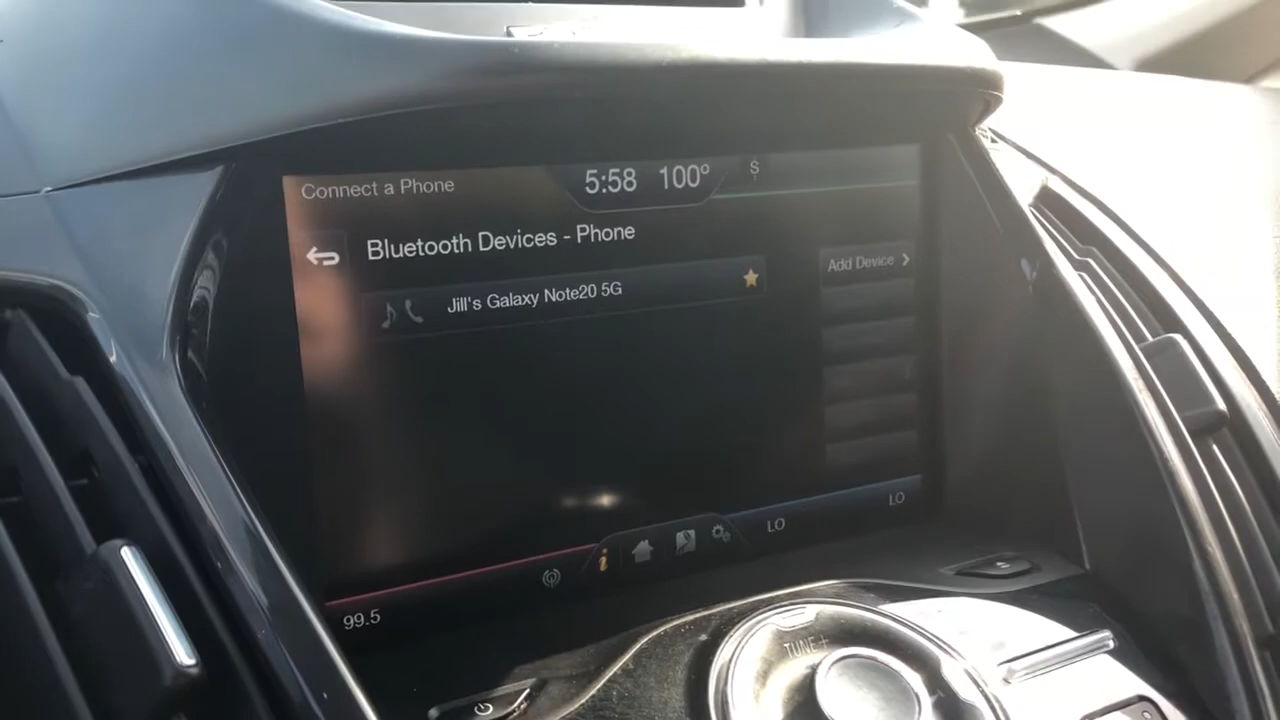 Connect a Phone
5:58 100°
Bluetooth Devices - Phone
Add Device
Jill's Galaxy Note20 5G
LO
LO
99.5
TUNE+